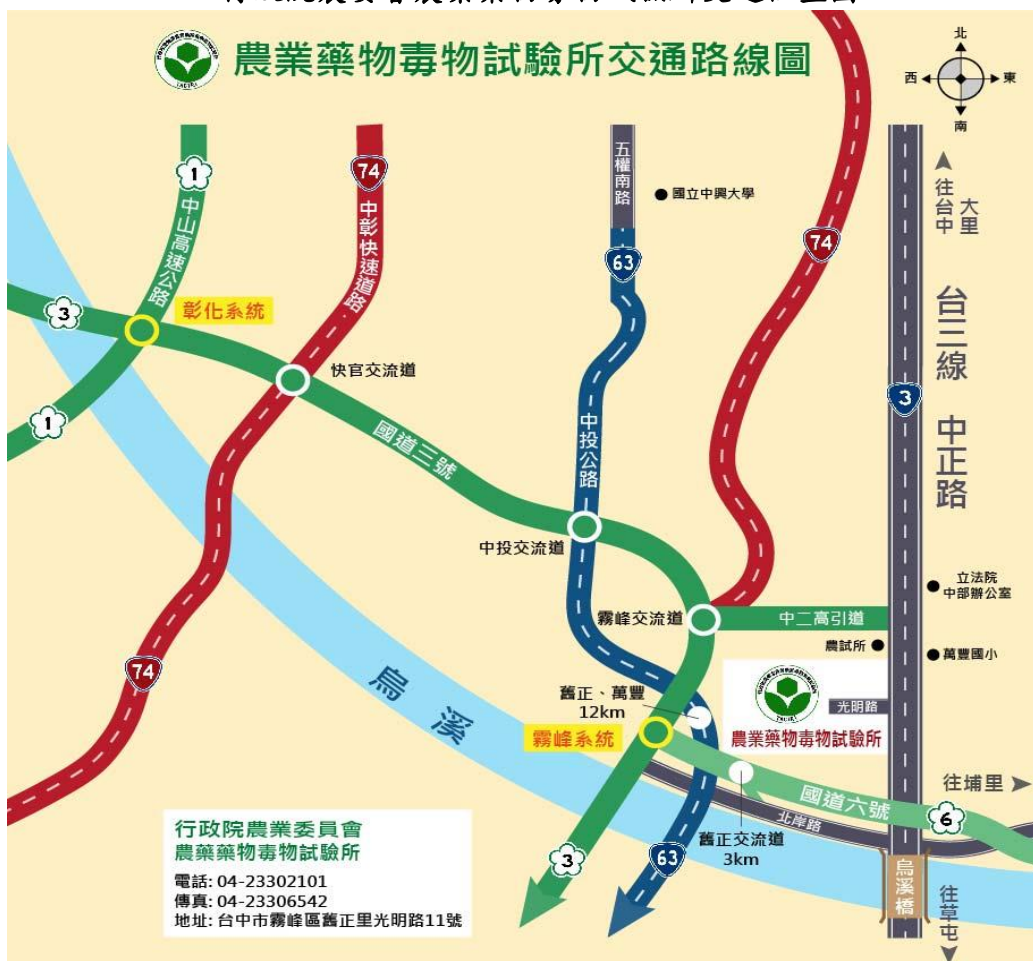 農業藥物毒物試驗所交通路線圖
北
西
東
南
1
中山高速公路
74
中彰快速道路
五權南路
國立中興大學
63
74
往台中
大里
3
彰化系統
快官交流道
1
國道三號
中投公路
台三線 中正路
3
中投交流道
立法院
中部辦公室
霧峰交流道
中二高引道
農試所
萬豐國小
74
烏溪
舊正、萬豐
12km
光明路
霧峰系統
農業藥物毒物試驗所
往埔里
國道六號
6
北岸路
舊正交流道
3km
3
63
烏溪橋
往草屯
行政院農業委員會
農藥藥物毒物試驗所
電話: 04-23302101
傳真: 04-23306542
地址: 台中市霧峰區舊正里光明路11號